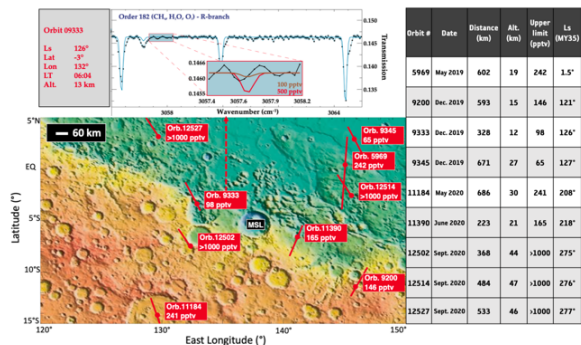 Orbit 09333
Ls 126°
Lat -3°
Lon 132°
LT 06:04
Alt. 13 km
Order 182 (CH₄, H₂O, O₃) - R-branch
0.150
0.145
0.140
0.135
Transmission
0.1466
0.1460
0.1455
100 pptv
500 pptv
3057.4 3057.6 3057.9 3058.2
3058
3064
Wavenumber (cm⁻¹)
60 km
5°N
EQ
5°S
10°S
15°S
Latitude (°)
120° 130° 140° 150°
East Longitude (°)
Orb.12527
>1000 pptv
Orb. 9345
65 pptv
Orb. 5969
242 pptv
Orb.12514
>1000 pptv
Orb. 9333
98 pptv
MSL
Orb.11390
165 pptv
Orb.12502
>1000 pptv
Orb. 9200
146 pptv
Orb.11184
241 pptv
Orbit # Date Distance (km) Alt. (km) Upper limit (pptv) Ls (MY35)
5969 May 2019 602 19 242 1.5°
9200 Dec. 2019 593 15 146 121°
9333 Dec. 2019 328 12 98 126°
9345 Dec. 2019 671 27 65 127°
11184 May 2020 686 30 241 208°
11390 June 2020 223 21 165 218°
12502 Sept. 2020 368 44 >1000 275°
12514 Sept. 2020 484 47 >1000 276°
12527 Sept. 2020 533 46 >1000 277°